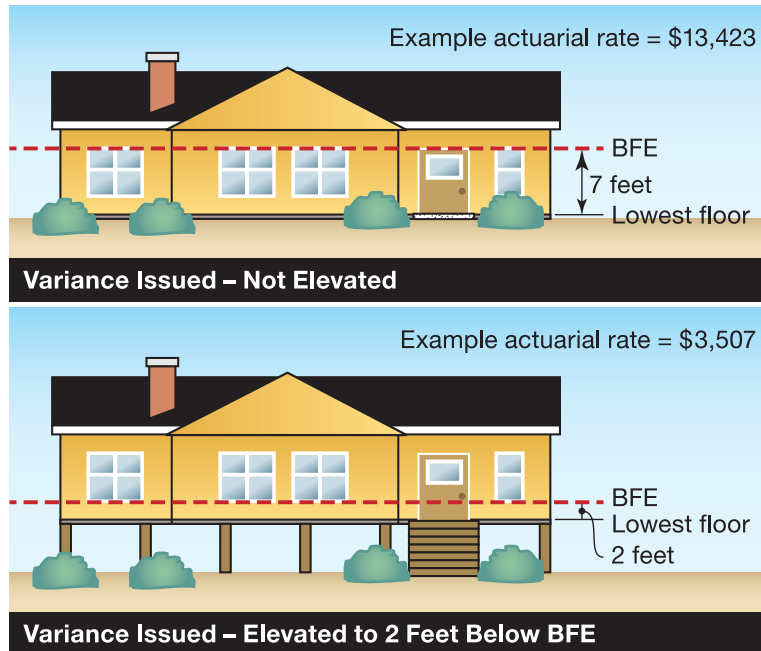 Example actuarial rate = $13,423
BFE
7 feet
Lowest floor
Variance Issued – Not Elevated
Example actuarial rate = $3,507
BFE
Lowest floor
2 feet
Variance Issued – Elevated to 2 Feet Below BFE